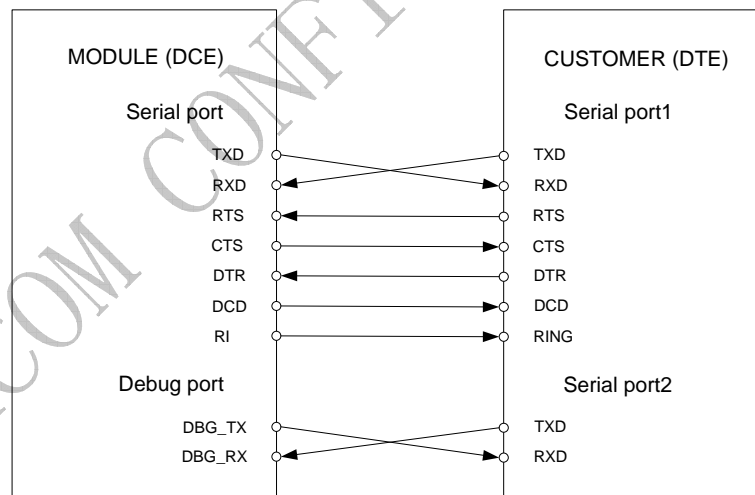 MODULE (DCE)
Serial port
TXD
RXD
RTS
CTS
DTR
DCD
RI
Debug port
DBG_TX
DBG_RX
CUSTOMER (DTE)
Serial port1
TXD
RXD
RTS
CTS
DTR
DCD
RING
Serial port2
TXD
RXD